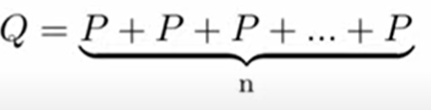 Q = P + P + P + ... + P
n